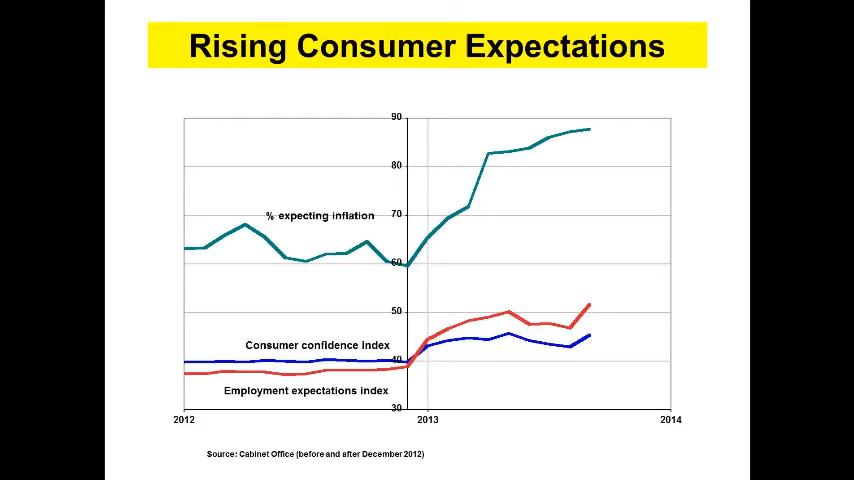 Rising Consumer Expectations
90
80
% expecting inflation
70
60
50
Consumer confidence index
40
Employment expectations index
30
2012 2013 2014
Source: Cabinet Office (before and after December 2012)